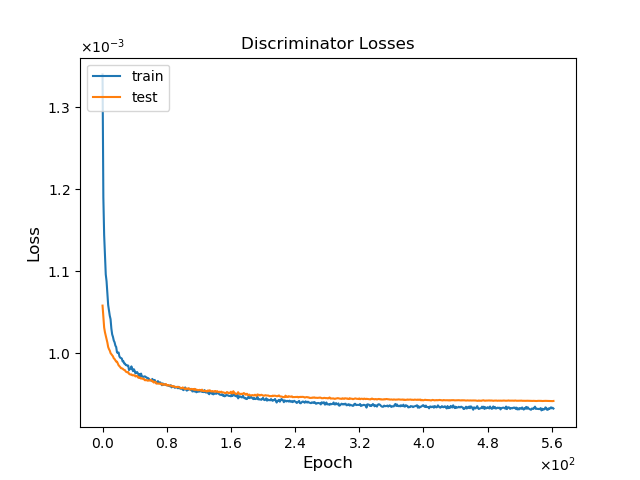 Discriminator Losses
×10⁻³
train
test
1.3
1.2
1.1
1.0
Loss
0.0 0.8 1.6 2.4 3.2 4.0 4.8 5.6
Epoch
×10²